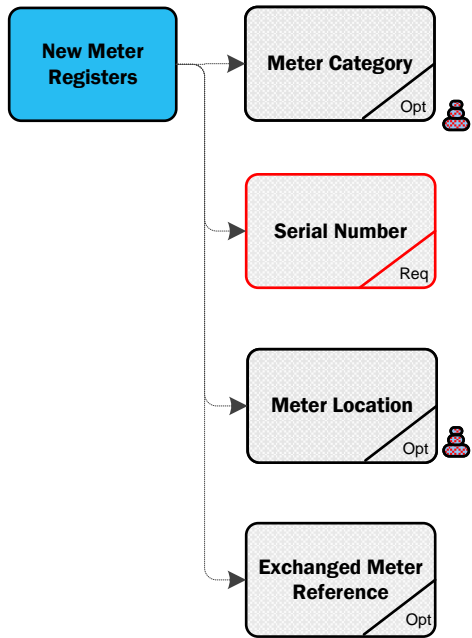 New Meter
Registers
Meter Category
Opt
Serial Number
Req
Meter Location
Opt
Exchanged Meter
Reference
Opt